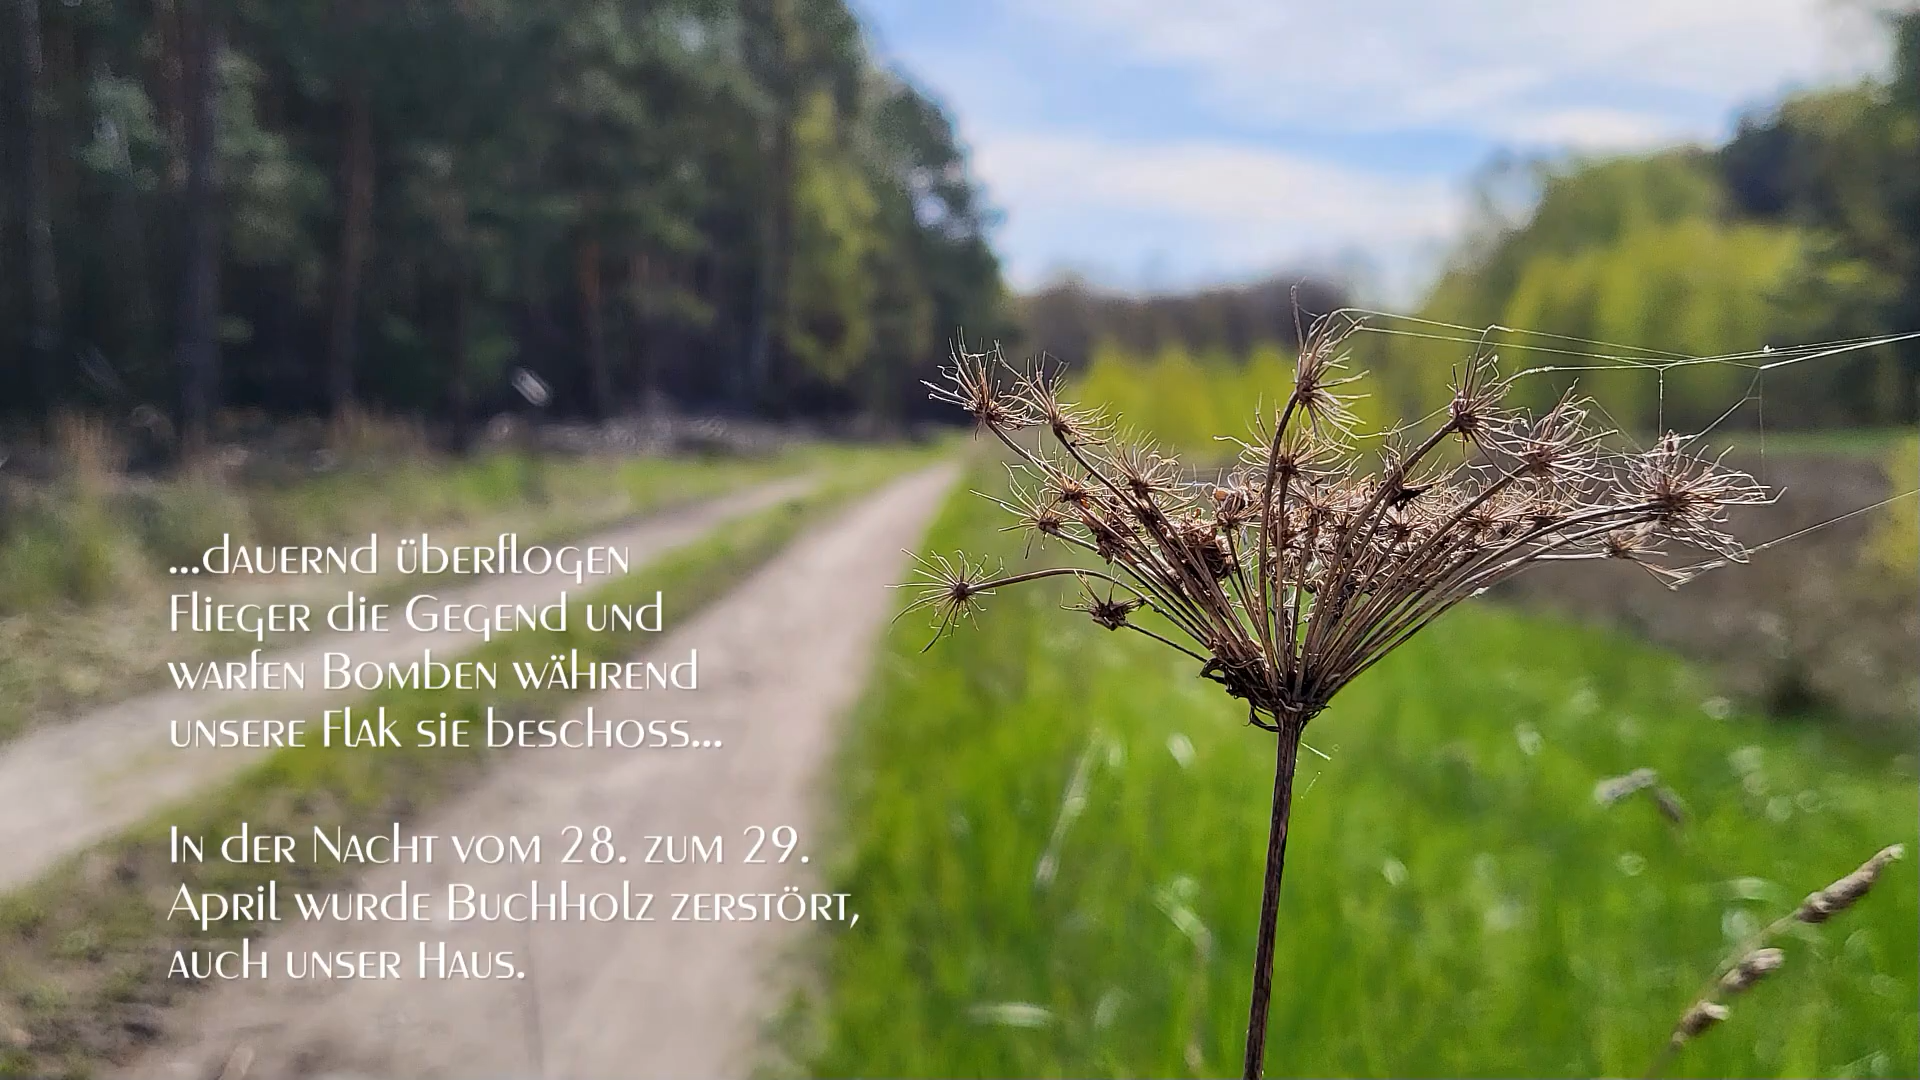 ...dauernd überflogen
Flieger die Gegend und
warfen Bomben während
unsere Flak sie beschoss...
In der Nacht vom 28. zum 29.
April wurde Buchholz zerstört,
auch unser Haus.